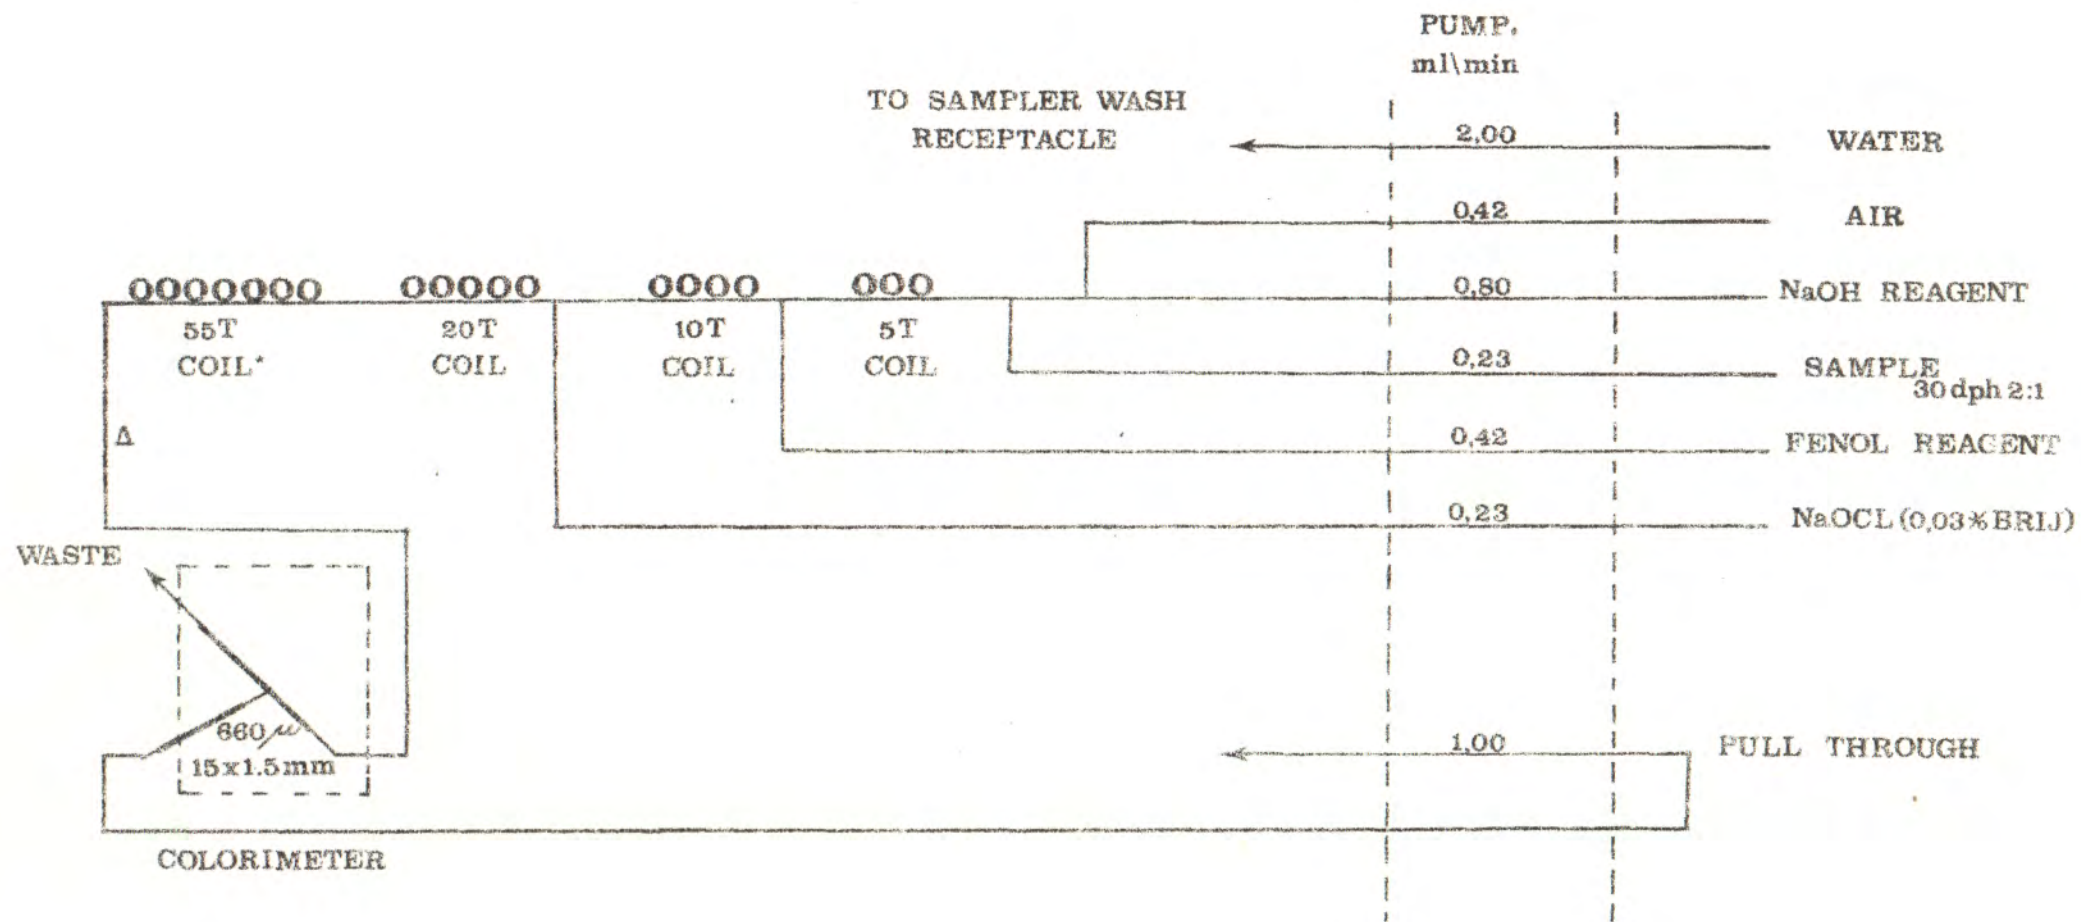 PUMP.
ml\min
TO SAMPLER WASH
RECEPTACLE
2,00
WATER
0,42
AIR
0000000
00000
0000
000
0,80
NaOH REAGENT
55T
COIL*
20T
COIL
10T
COIL
5T
COIL
0,23
SAMPLE
30 dph 2:1
Δ
0,42
FENOL REAGENT
0,23
NaOCL (0,03%BRIJ)
WASTE
660 μ
15x1.5mm
1,00
PULL THROUGH
COLORIMETER